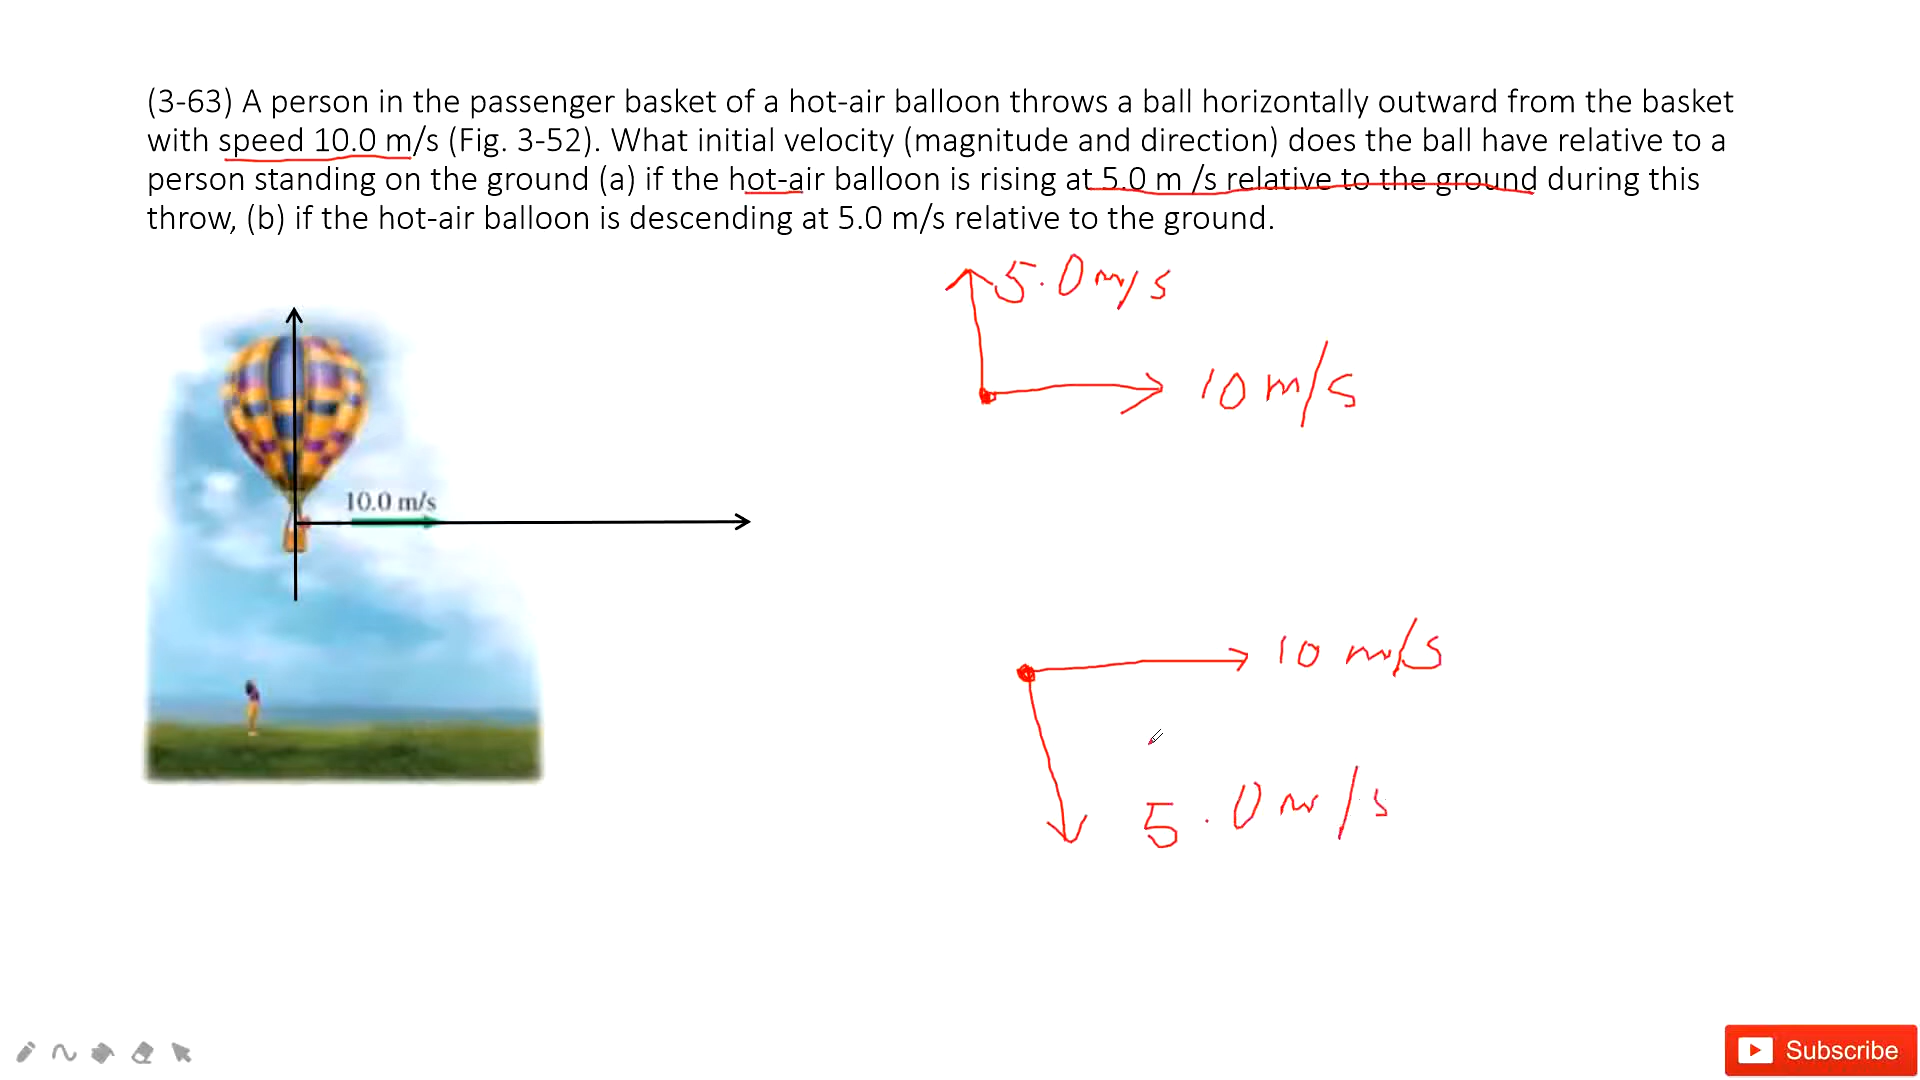 (3-63) A person in the passenger basket of a hot-air balloon throws a ball horizontally outward from the basket
with speed 10.0 m/s (Fig. 3-52). What initial velocity (magnitude and direction) does the ball have relative to a
person standing on the ground (a) if the hot-air balloon is rising at 5.0 m /s relative to the ground during this
throw, (b) if the hot-air balloon is descending at 5.0 m/s relative to the ground.
5.0 m/s
10 m/s
10.0 m/s
10 m/s
5.0 m/s
Subscribe